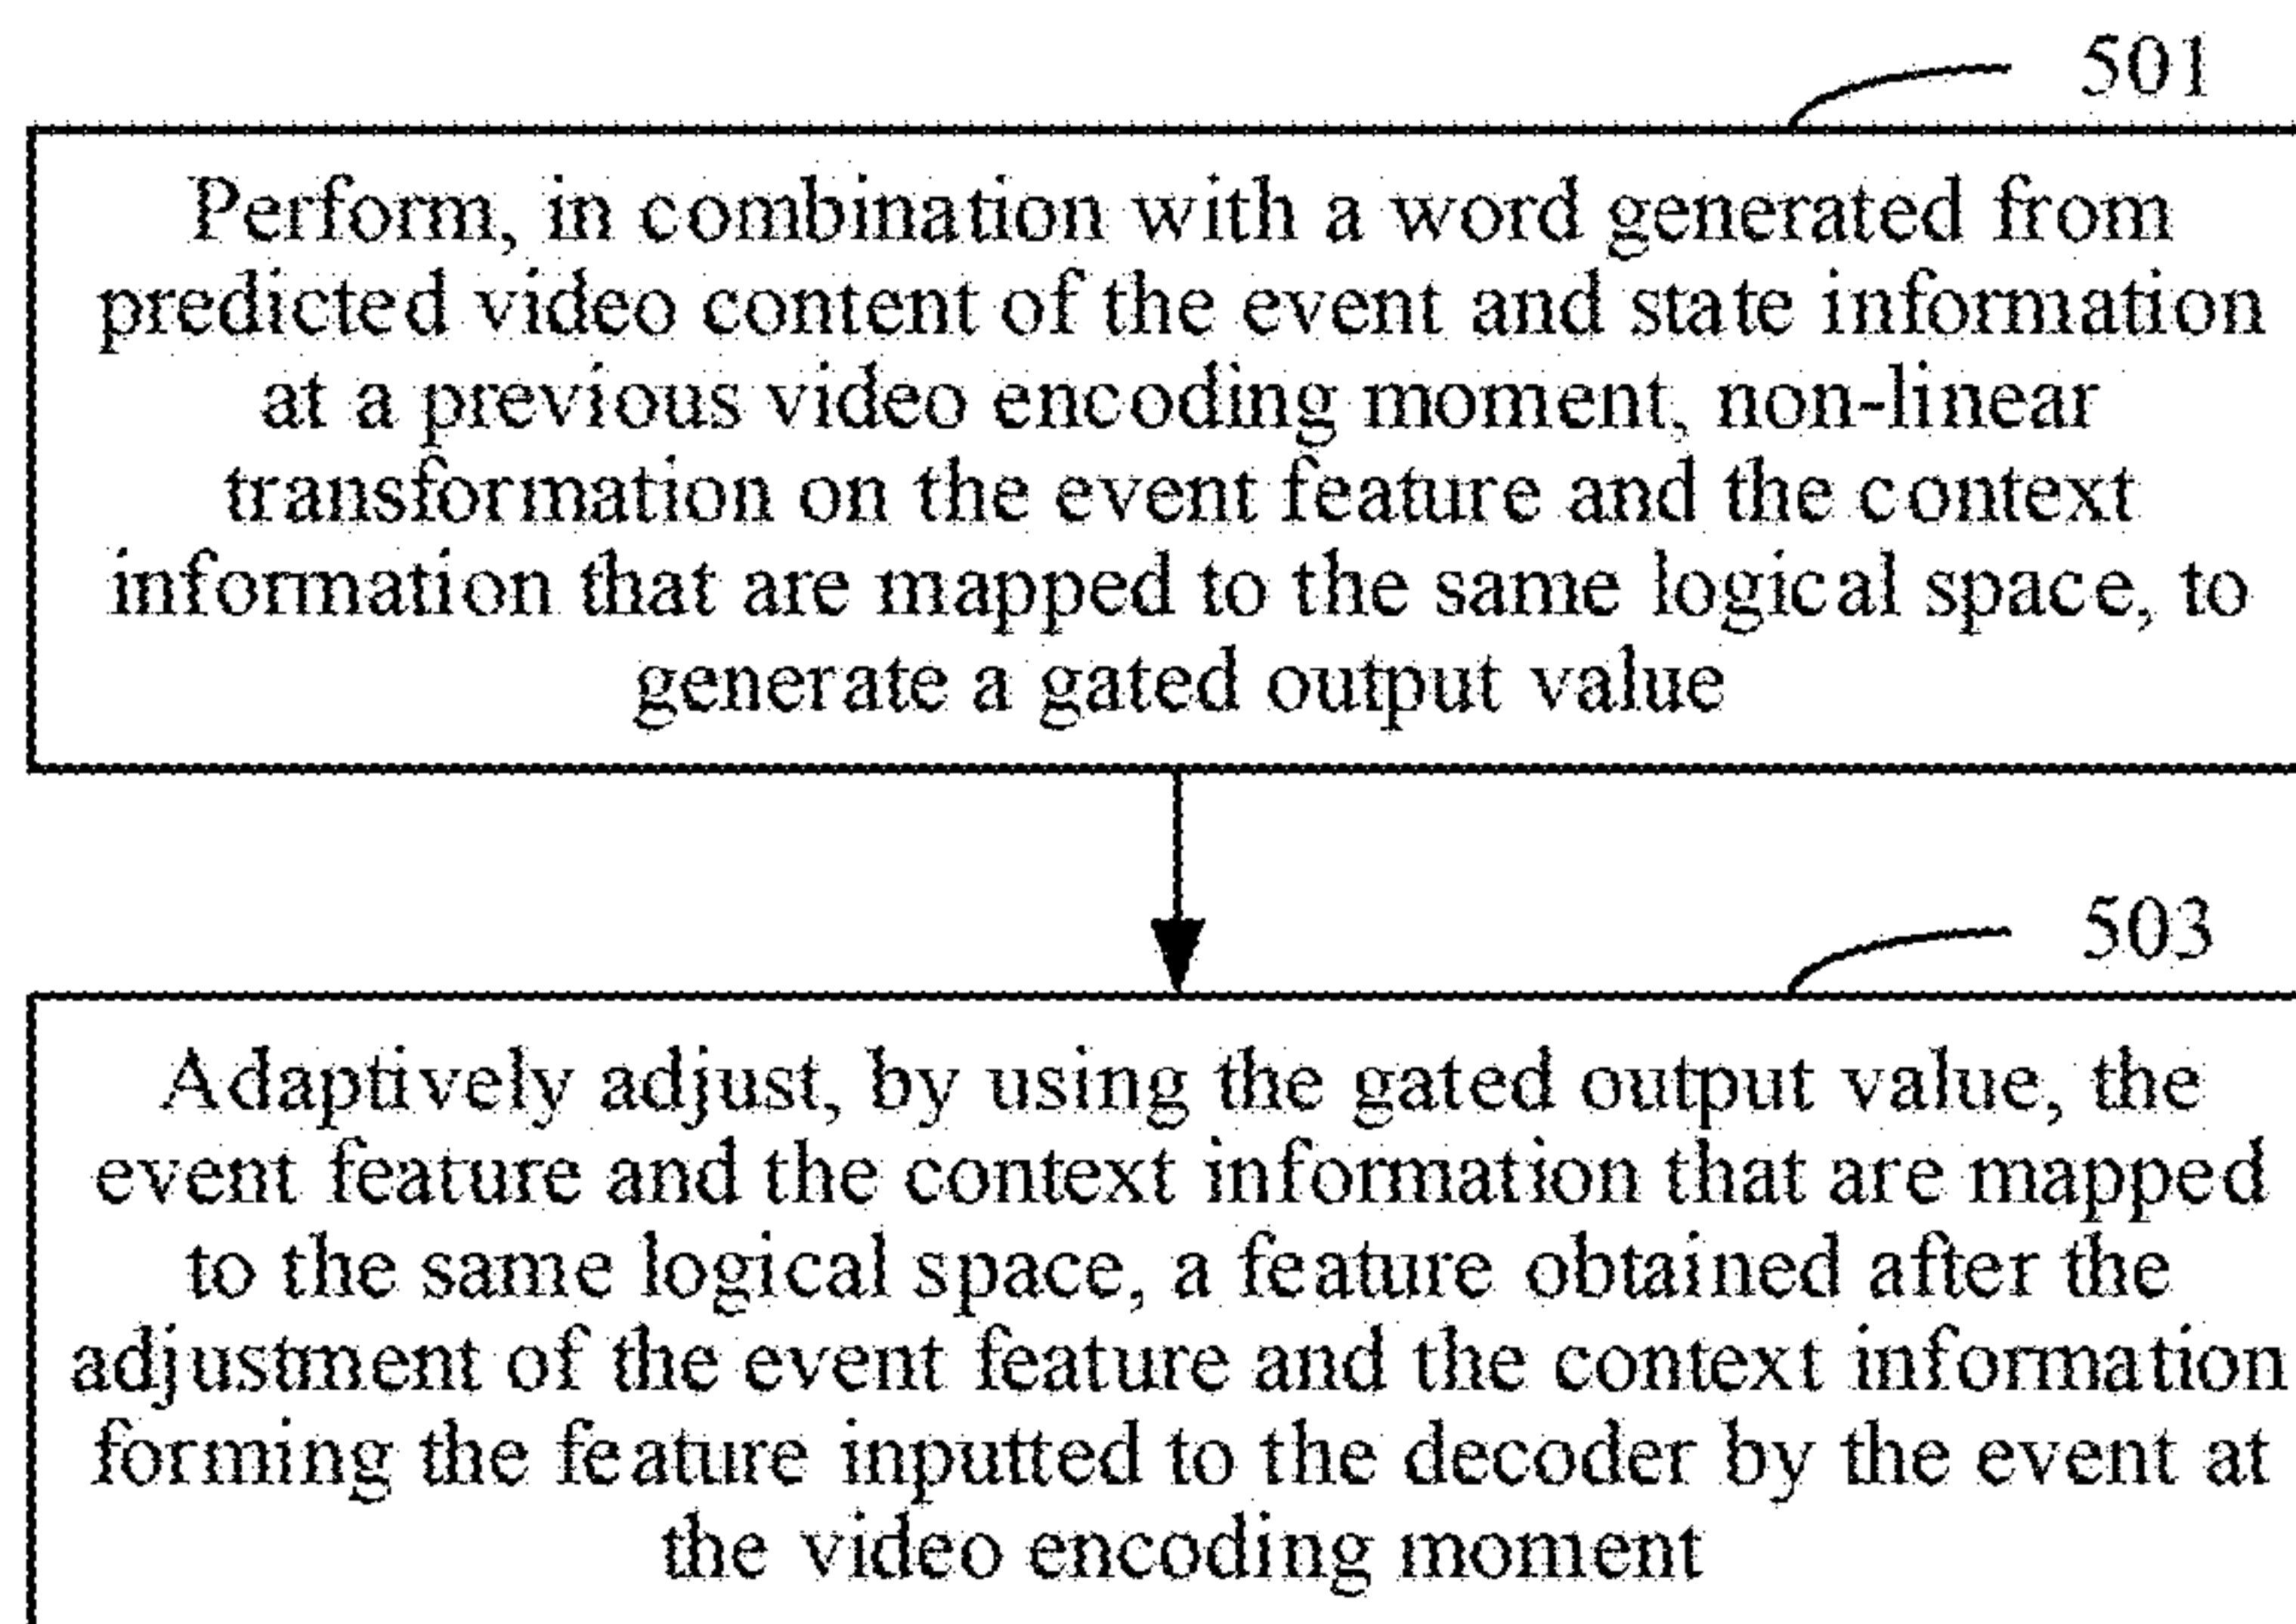 501
Perform, in combination with a word generated from
predicted video content of the event and state information
at a previous video encoding moment, non-linear
transformation on the event feature and the context
information that are mapped to the same logical space, to
generate a gated output value
503
Adaptively adjust, by using the gated output value, the
event feature and the context information that are mapped
to the same logical space, a feature obtained after the
adjustment of the event feature and the context information
forming the feature inputted to the decoder by the event at
the video encoding moment